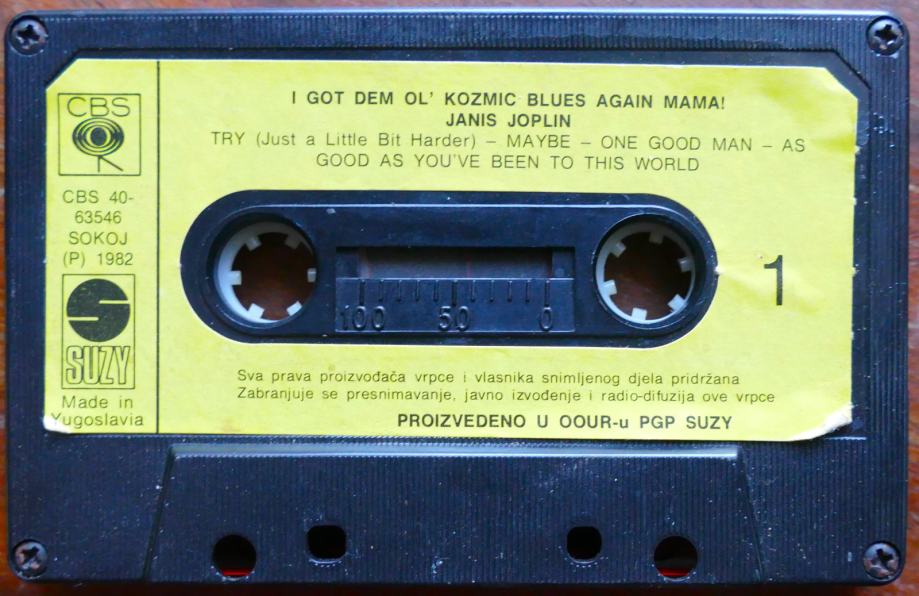 I GOT DEM OL' KOZMIC BLUES AGAIN MAMA!
JANIS JOPLIN
TRY (Just a Little Bit Harder) – MAYBE – ONE GOOD MAN – AS
GOOD AS YOU'VE BEEN TO THIS WORLD
CBS
CBS 40-
63546
SOKOJ
(P) 1982
SUZY
Made in
Yugoslavia
100 50 0
1
Sva prava proizvođača vrpce i vlasnika snimljenog djela pridržana
Zabranjuje se presnimavanje, javno izvođenje i radio-difuzija ove vrpce
PROIZVEDENO U OOUR-u PGP SUZY